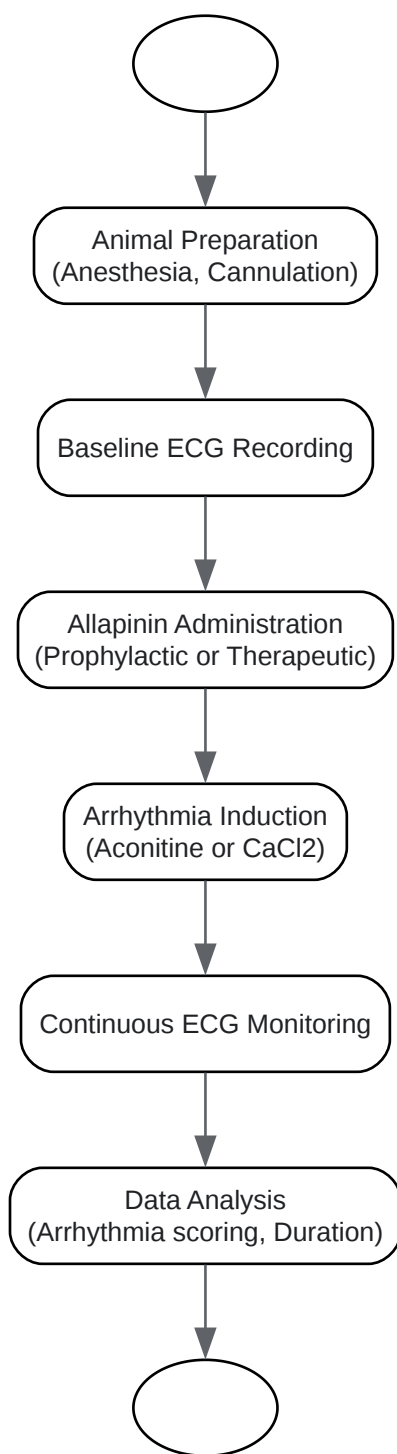 Animal Preparation
(Anesthesia, Cannulation)
Baseline ECG Recording
Allapinin Administration
(Prophylactic or Therapeutic)
Arrhythmia Induction
(Aconitine or CaCl2)
Continuous ECG Monitoring
Data Analysis
(Arrhythmia scoring, Duration)